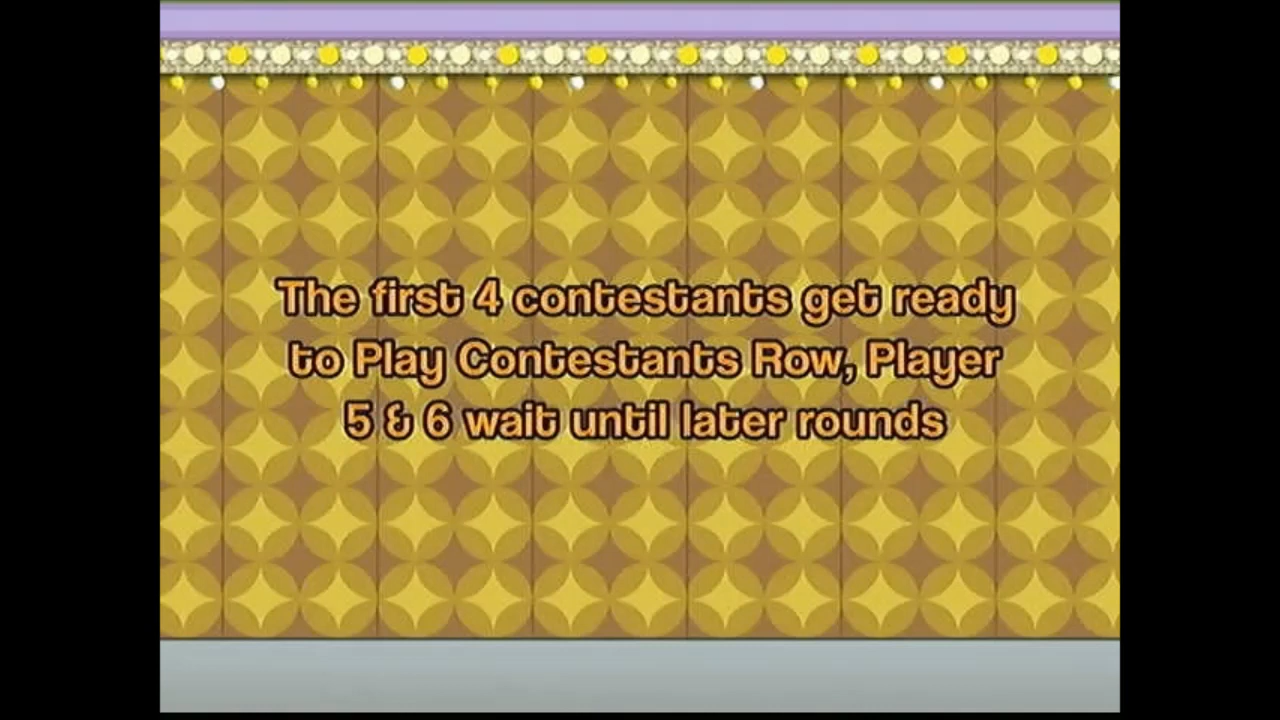 The first 4 contestants get ready
to Play Contestants Row, Player
5 & 6 wait until later rounds